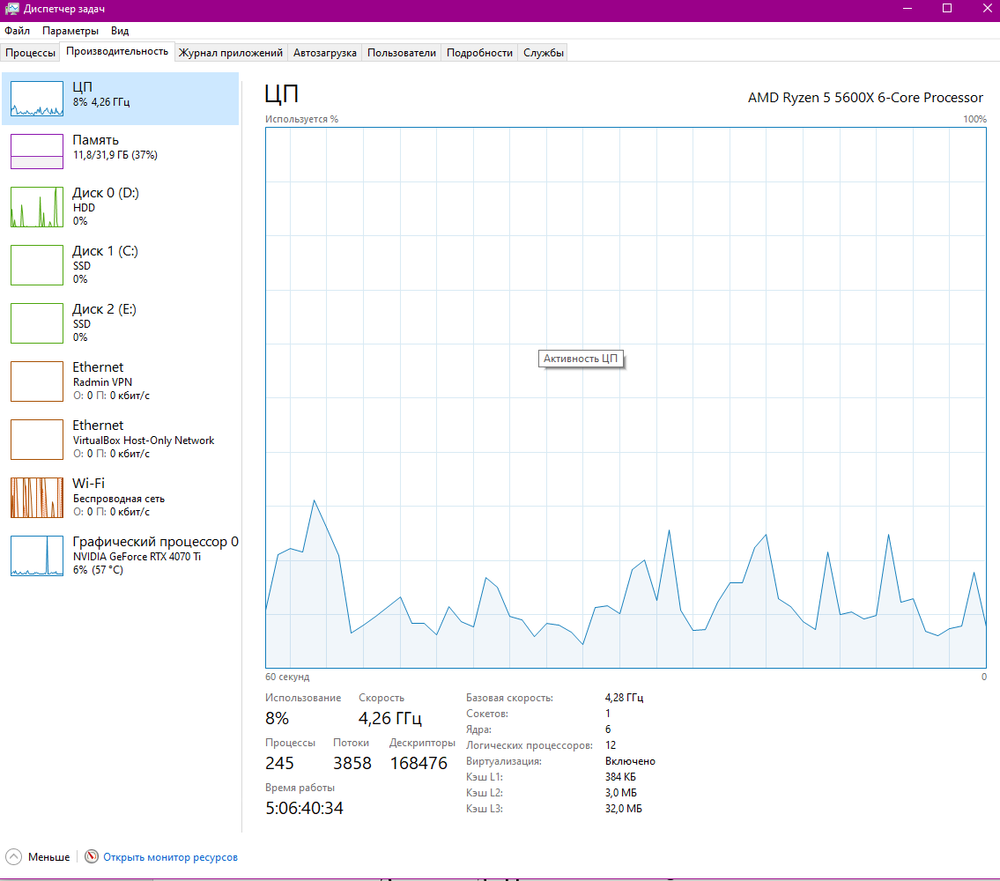 Диспетчер задач
Файл Параметры Вид
Процессы Производительность Журнал приложений Автозагрузка Пользователи Подробности Службы
ЦП
8% 4,26 ГГц
Память
11,8/31,9 ГБ (37%)
Диск 0 (D:)
HDD
0%
Диск 1 (C:)
SSD
0%
Диск 2 (E:)
SSD
0%
Ethernet
Radmin VPN
О: 0 П: 0 кбит/с
Ethernet
VirtualBox Host-Only Network
О: 0 П: 0 кбит/с
Wi-Fi
Беспроводная сеть
О: 0 П: 0 кбит/с
Графический процессор 0
NVIDIA GeForce RTX 4070 Ti
6% (57 °C)
ЦП
AMD Ryzen 5 5600X 6-Core Processor
Используется %
100%
Активность ЦП
60 секунд
0
Использование Скорость
8% 4,26 ГГц
Процессы Потоки Дескрипторы
245 3858 168476
Время работы
5:06:40:34
Базовая скорость: 4,28 ГГц
Сокетов: 1
Ядра: 6
Логических процессоров: 12
Виртуализация: Включено
Кэш L1: 384 КБ
Кэш L2: 3,0 МБ
Кэш L3: 32,0 МБ
Меньше
Открыть монитор ресурсов